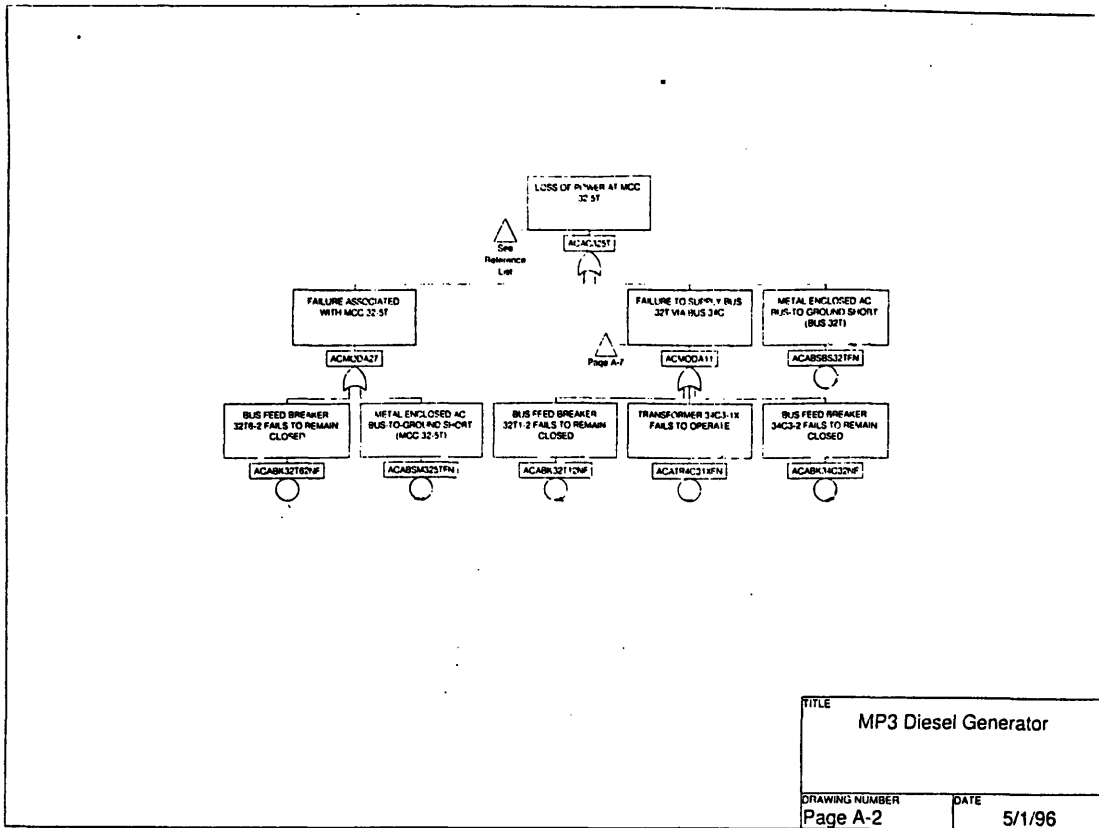 LOSS OF POWER AT MCC
32-5T
ACAC325T
See
Reference
List
FAILURE ASSOCIATED
WITH MCC 32-5T
ACMODA27
FAILURE TO SUPPLY BUS
32T VIA BUS 34C
Page A-7
ACMODA11
METAL ENCLOSED AC
BUS-TO GROUND SHORT
(BUS 32T)
ACABSBS32TFN
BUS FEED BREAKER
32T6-2 FAILS TO REMAIN
CLOSED
ACABK32T62NF
METAL ENCLOSED AC
BUS-TO-GROUND SHORT
(MCC 32-5T)
ACABSM325TFN
BUS FEED BREAKER
32T1-2 FAILS TO REMAIN
CLOSED
ACABK32T12NF
TRANSFORMER 34C3-1X
FAILS TO OPERATE
ACATR4C31XFN
BUS FEED BREAKER
34C3-2 FAILS TO REMAIN
CLOSED
ACABK34C32NF
TITLE
MP3 Diesel Generator
DRAWING NUMBER
Page A-2
DATE
5/1/96